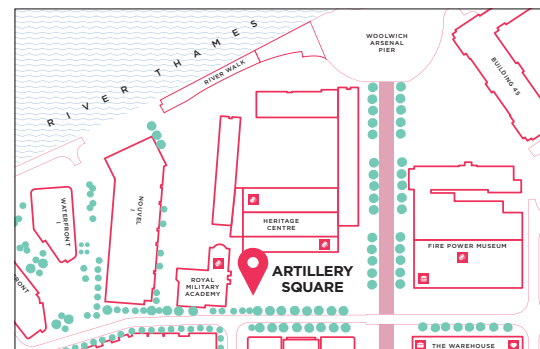 RIVER THAMES
RIVER WALK
WOOLWICH
ARSENAL
PIER
BUILDING 45
NOUVEL
WATERFRONT
I
HERITAGE
CENTRE
FIRE POWER MUSEUM
ROYAL
MILITARY
ACADEMY
ARTILLERY
SQUARE
FRONT
THE WAREHOUSE